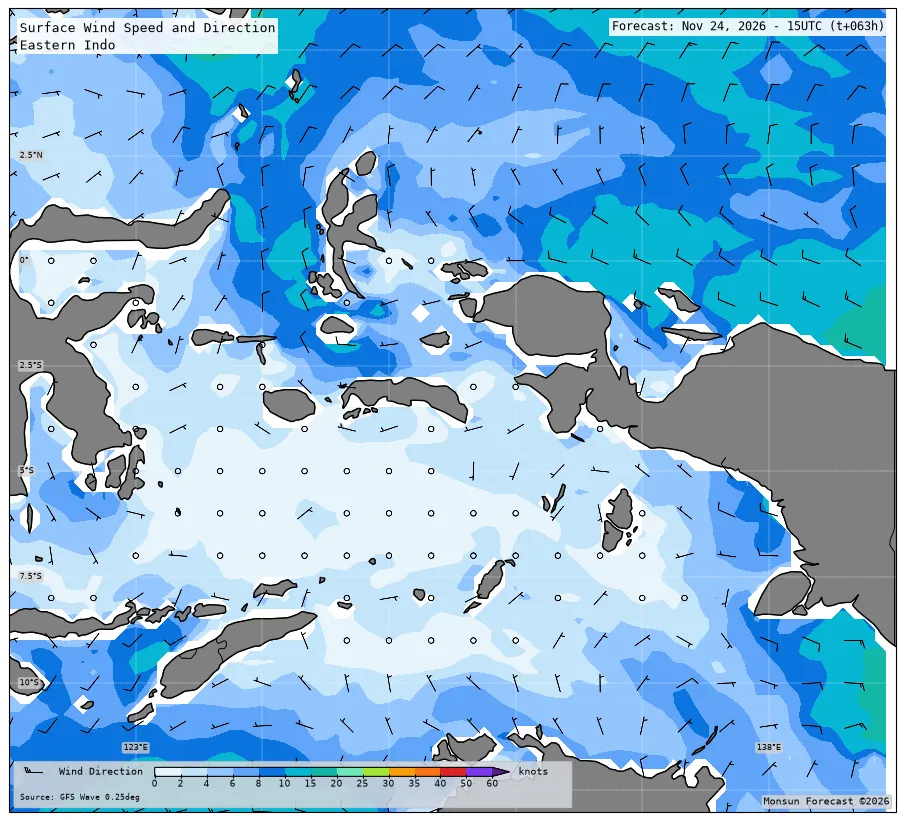 Surface Wind Speed and Direction
Eastern Indo
Forecast: Nov 24, 2026 - 15UTC (t+063h)
2.5°N
0°
2.5°S
5°S
7.5°S
10°S
123°E
138°E
Wind Direction
knots
0 2 4 6 8 10 15 20 25 30 35 40 50 60
Source: GFS Wave 0.25deg
Monsun Forecast ©2026